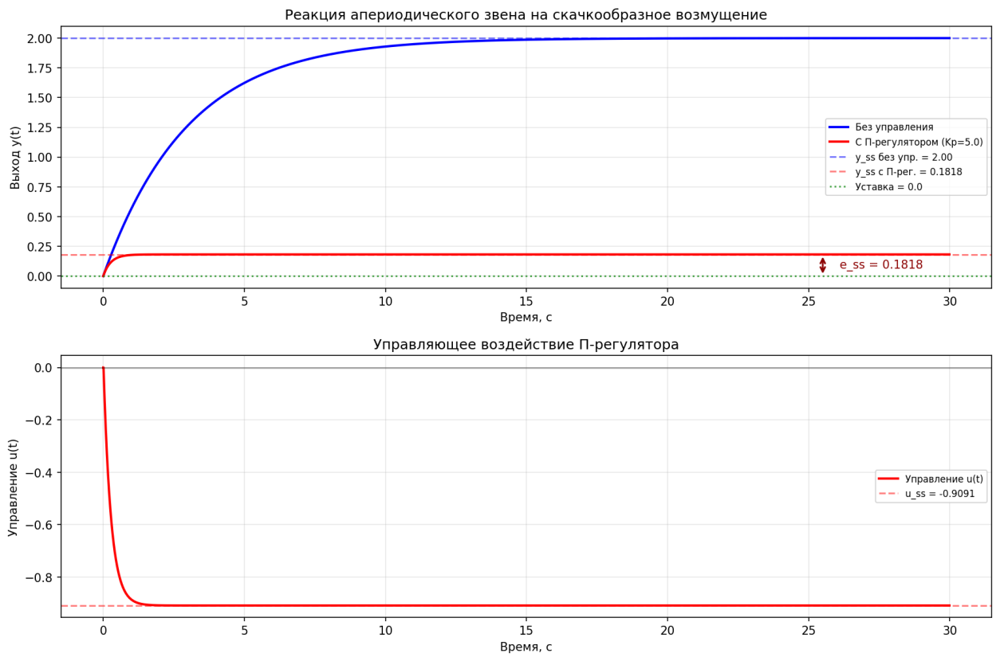 Реакция апериодического звена на скачкообразное возмущение
Выход y(t)
2.00
1.75
1.50
1.25
1.00
0.75
0.50
0.25
0.00
Без управления
С П-регулятором (Kp=5.0)
y_ss без упр. = 2.00
y_ss с П-рег. = 0.1818
Уставка = 0.0
e_ss = 0.1818
0 5 10 15 20 25 30
Время, с
Управляющее воздействие П-регулятора
Управление u(t)
0.0
−0.2
−0.4
−0.6
−0.8
Управление u(t)
u_ss = -0.9091
0 5 10 15 20 25 30
Время, с